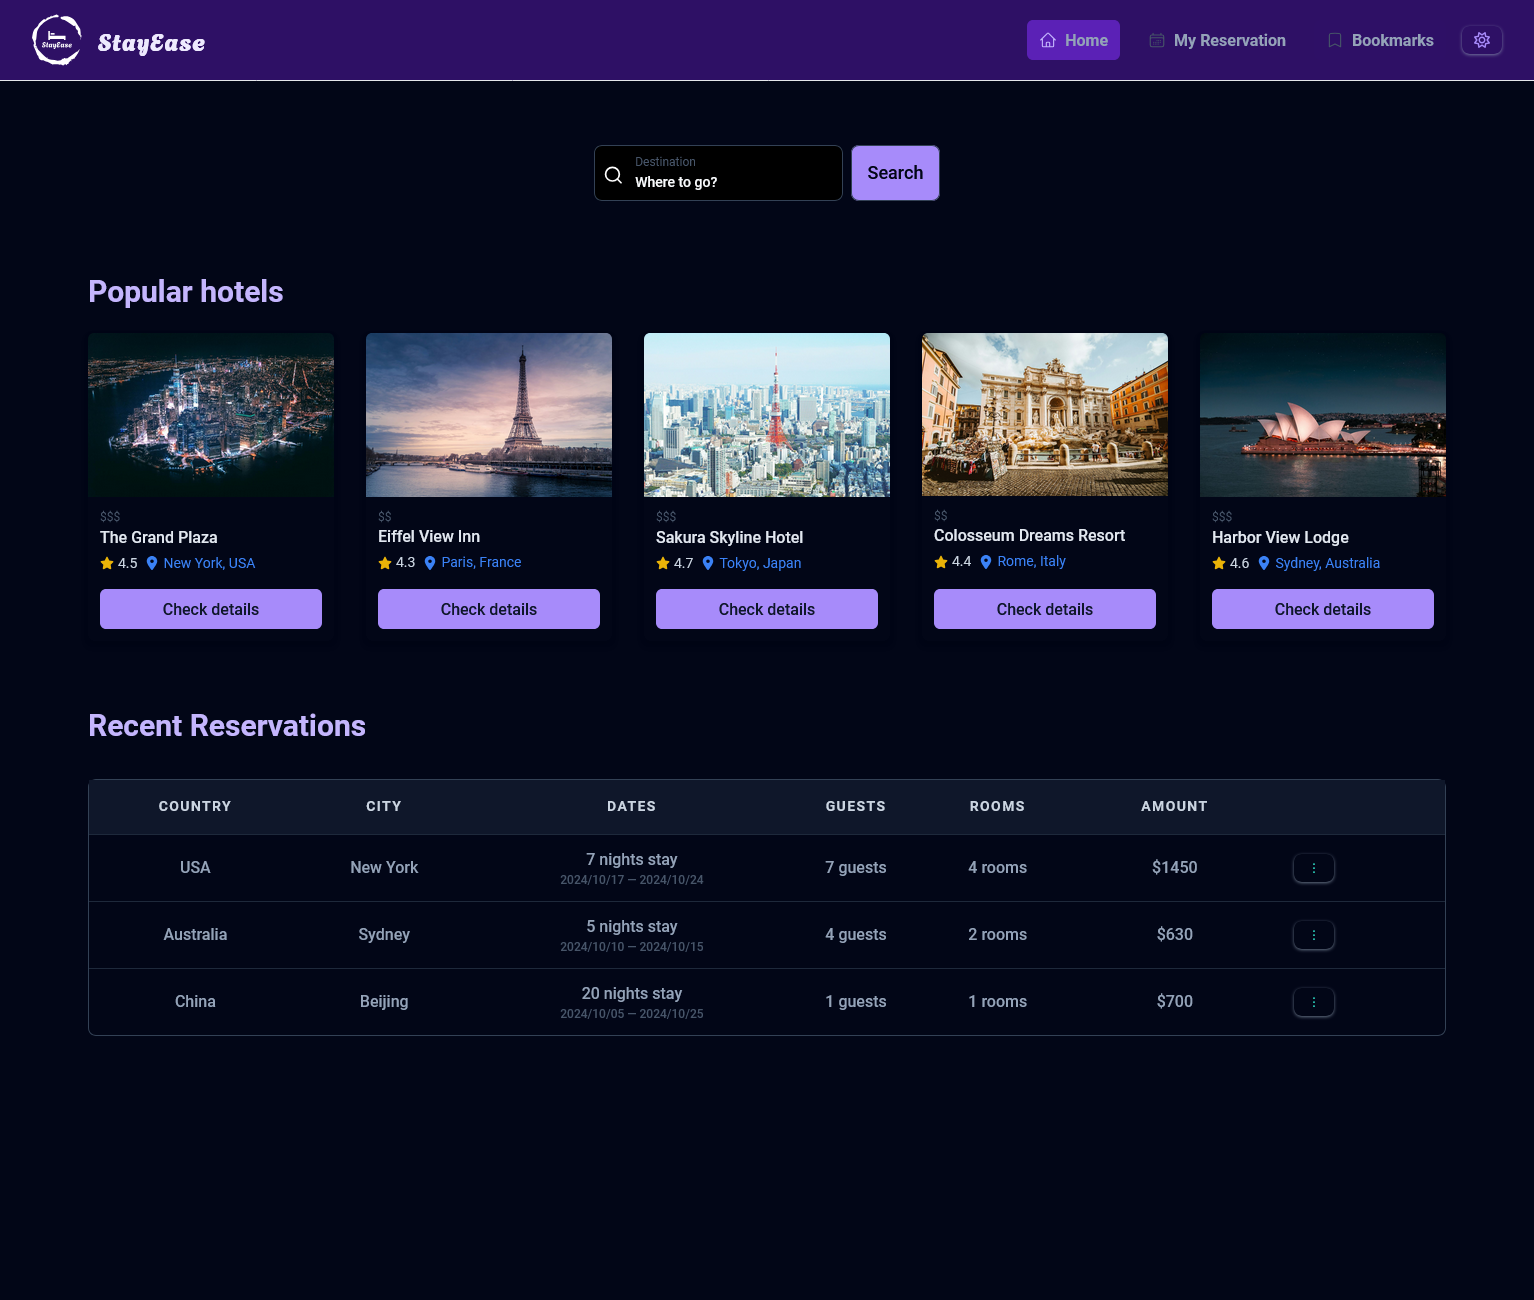 StayEase
StayEase
Home
My Reservation
Bookmarks
Destination
Where to go?
Search
Popular hotels
$$$
The Grand Plaza
4.5 New York, USA
Check details
$$
Eiffel View Inn
4.3 Paris, France
Check details
$$$
Sakura Skyline Hotel
4.7 Tokyo, Japan
Check details
$$
Colosseum Dreams Resort
4.4 Rome, Italy
Check details
$$$
Harbor View Lodge
4.6 Sydney, Australia
Check details
Recent Reservations
COUNTRY CITY DATES GUESTS ROOMS AMOUNT
USA New York 7 nights stay 7 guests 4 rooms $1450
2024/10/17 — 2024/10/24
Australia Sydney 5 nights stay 4 guests 2 rooms $630
2024/10/10 — 2024/10/15
China Beijing 20 nights stay 1 guests 1 rooms $700
2024/10/05 — 2024/10/25